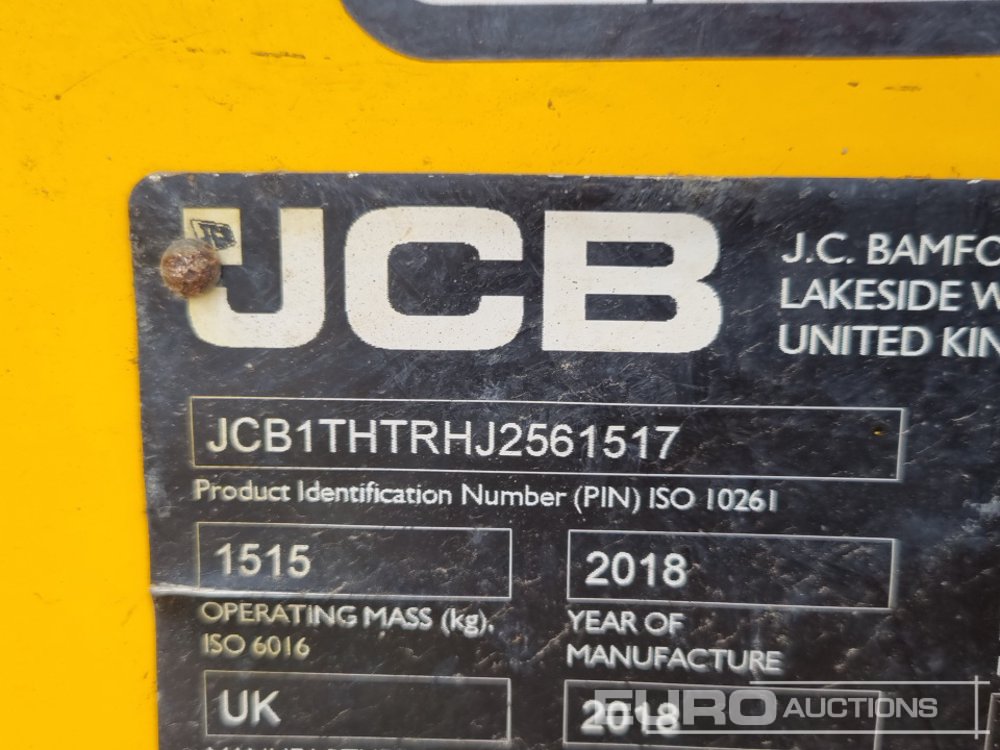 JCB
JCB
J.C. BAMFO
LAKESIDE W
UNITED KIN
JCB1THTRHJ2561517
Product Identification Number (PIN) ISO 10261
1515
2018
OPERATING MASS (kg),
ISO 6016
YEAR OF
MANUFACTURE
UK
2018
EURO AUCTIONS